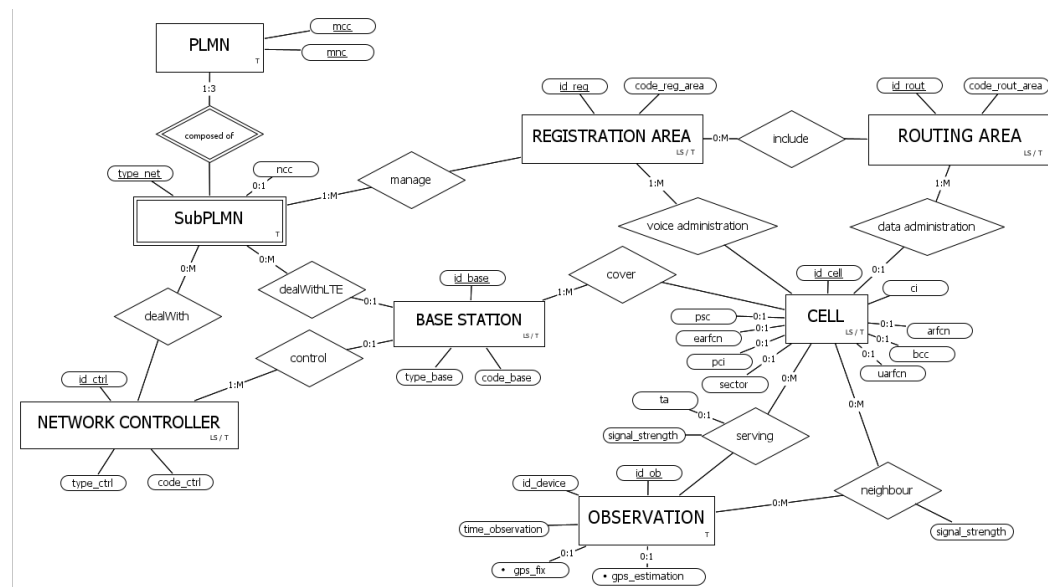 PLMN
T
mcc
mnc
1:3
composed of
type_net
ncc
0:1
SubPLMN
T
1:M
manage
id_reg
code_reg_area
REGISTRATION AREA
LS / T
0:M
include
id_rout
code_rout_area
ROUTING AREA
LS / T
1:M
voice administration
1:M
data administration
0:1
0:M
dealWith
0:M
dealWithLTE
0:1
id_base
BASE STATION
LS / T
type_base
code_base
1:M
cover
control
0:1
1:M
id_ctrl
NETWORK CONTROLLER
LS / T
type_ctrl
code_ctrl
id_cell
ci
CELL
LS / T
psc
0:1
earfcn
0:1
pci
0:1
sector
0:1
arfcn
0:1
bcc
0:1
uarfcn
0:1
0:M
ta
0:1
signal_strength
serving
0:M
neighbour
signal_strength
0:M
id_device
id_ob
time_observation
OBSERVATION
T
0:1
• gps_fix
0:1
• gps_estimation